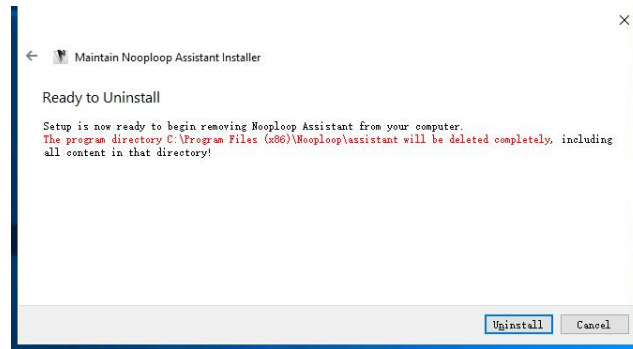 Maintain Nooploop Assistant Installer
Ready to Uninstall
Setup is now ready to begin removing Nooploop Assistant from your computer.
The program directory C:\Program Files (x86)\Nooploop\assistant will be deleted completely, including
all content in that directory!
Uninstall Cancel